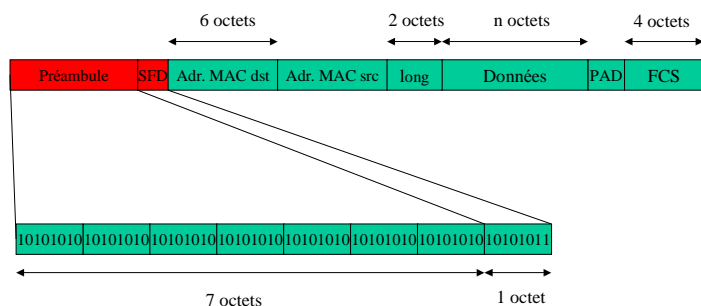 6 octets 2 octets n octets 4 octets
Préambule SFD Adr. MAC dst Adr. MAC src long Données PAD FCS
10101010 10101010 10101010 10101010 10101010 10101010 10101010 10101011
7 octets 1 octet